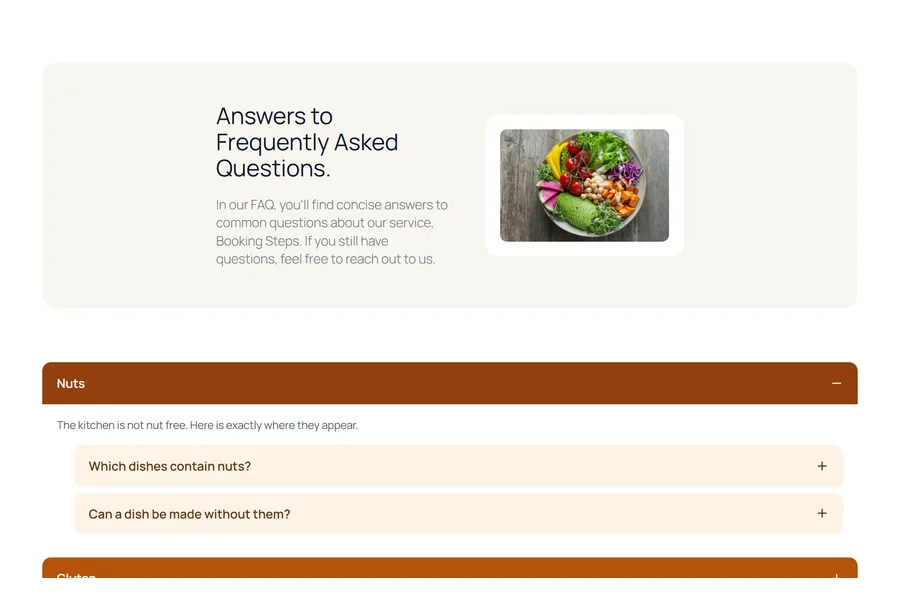 Answers to
Frequently Asked
Questions.
In our FAQ, you'll find concise answers to
common questions about our service,
Booking Steps. If you still have
questions, feel free to reach out to us.
Nuts
The kitchen is not nut free. Here is exactly where they appear.
Which dishes contain nuts?
Can a dish be made without them?
Gluten